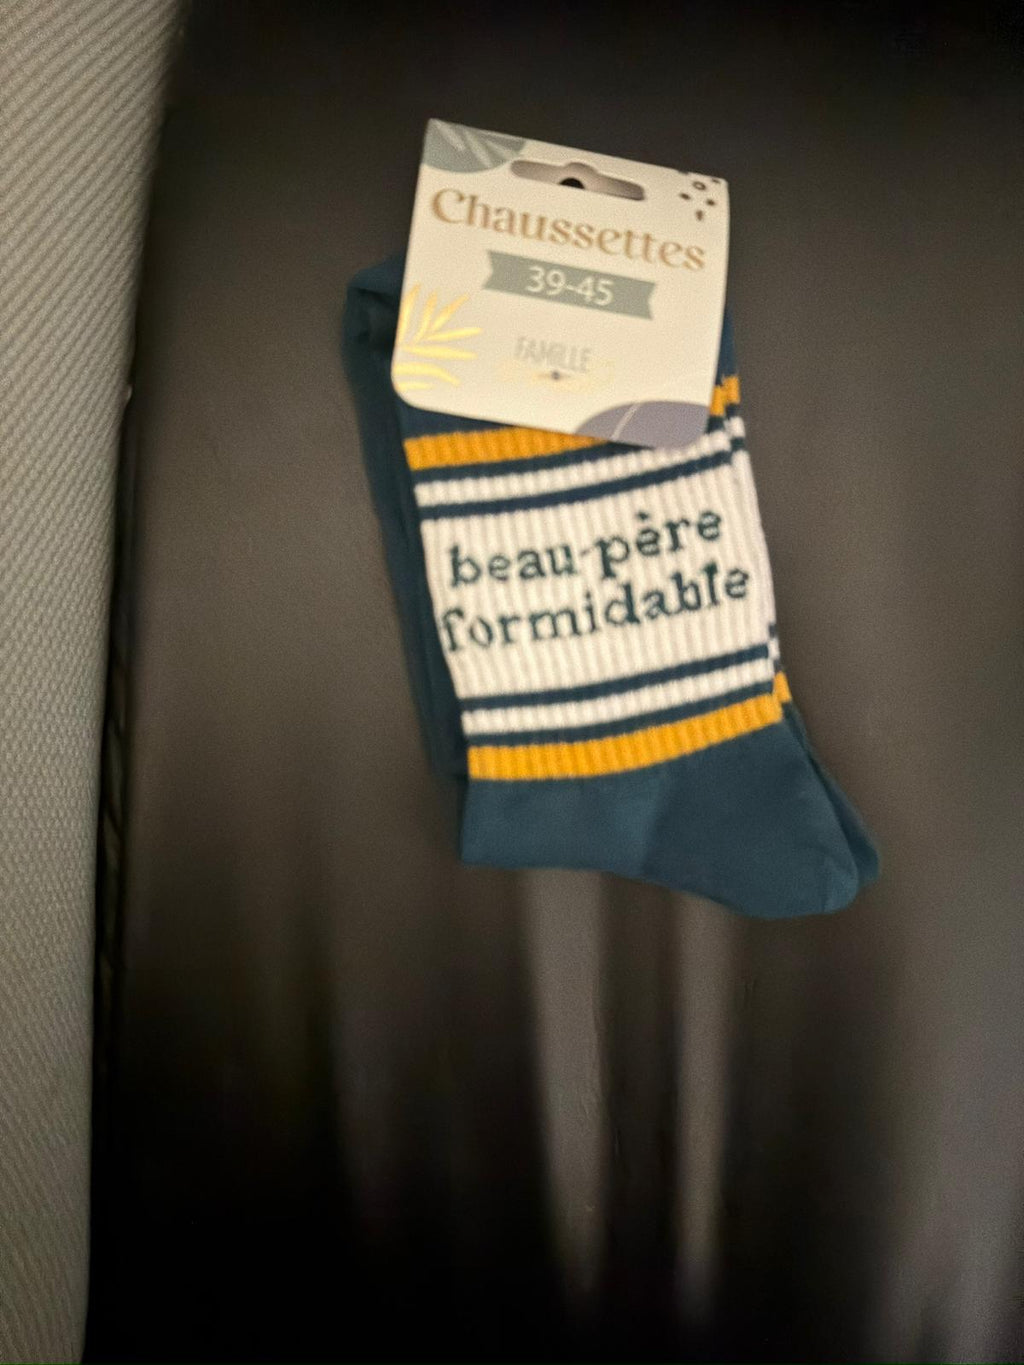 Chaussettes
39-45
FAMILLE
beau-père
formidable